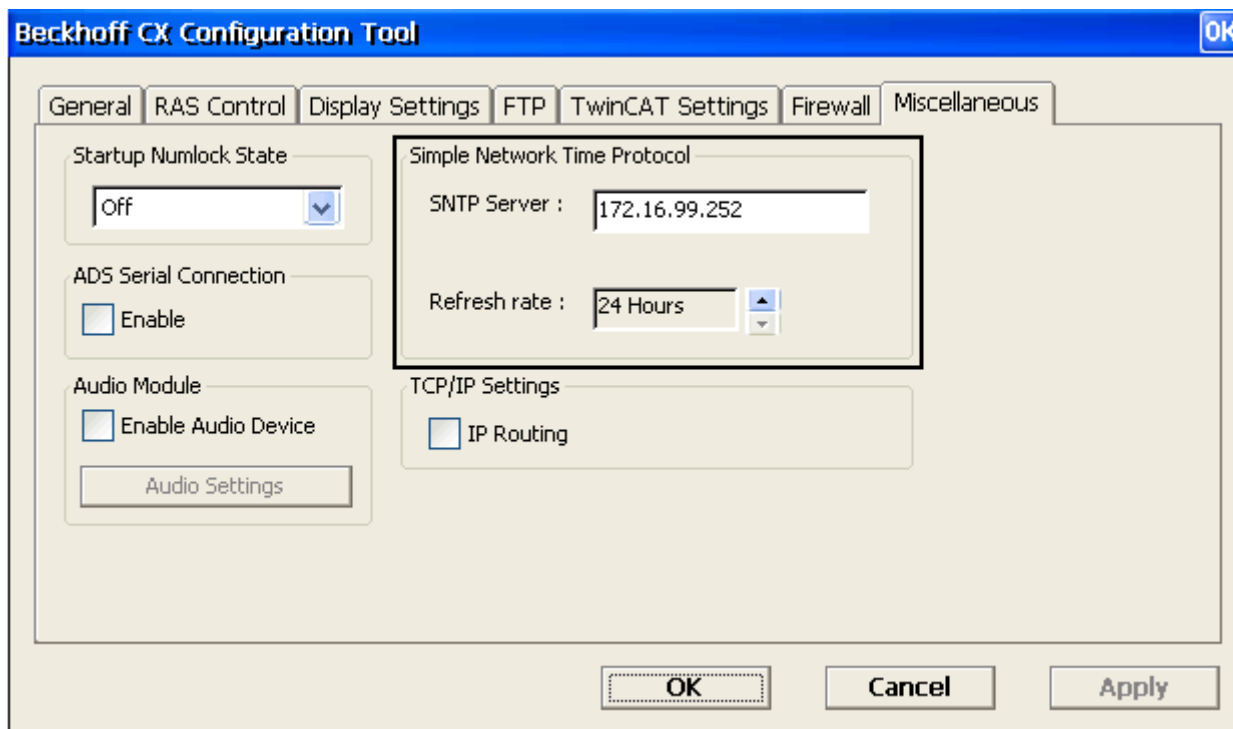 Beckhoff CX Configuration Tool
OK
General
RAS Control
Display Settings
FTP
TwinCAT Settings
Firewall
Miscellaneous
Startup Numlock State
Off
ADS Serial Connection
Enable
Audio Module
Enable Audio Device
Audio Settings
Simple Network Time Protocol
SNTP Server :
172.16.99.252
Refresh rate :
24 Hours
TCP/IP Settings
IP Routing
OK
Cancel
Apply